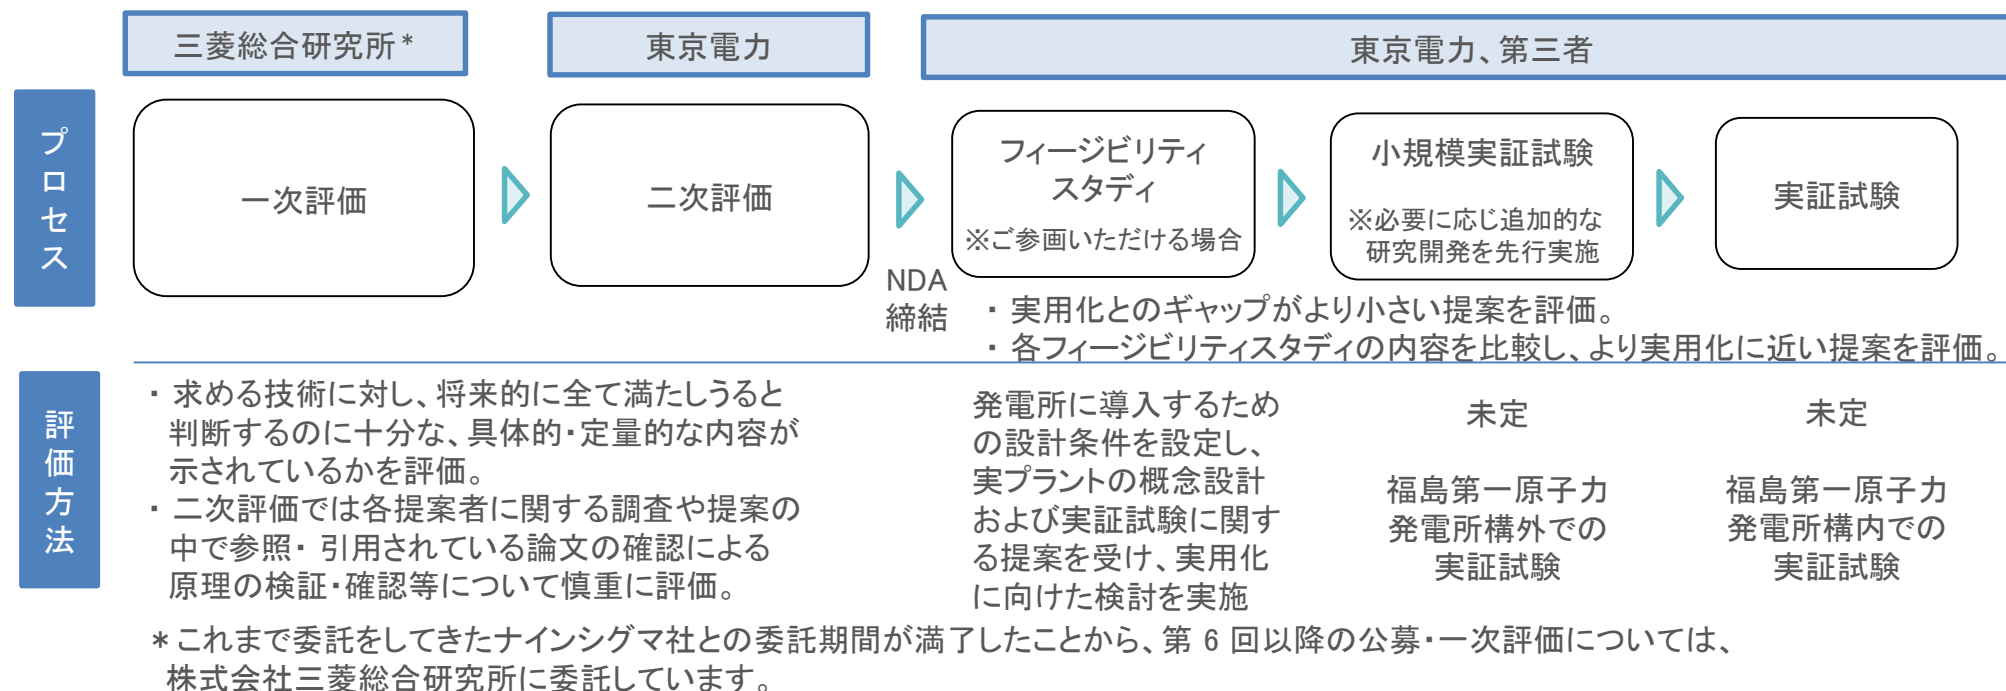 三菱総合研究所*
東京電力
東京電力、第三者
プロセス
一次評価
二次評価
NDA
締結
フィージビリティ
スタディ
※ご参画いただける場合
小規模実証試験
※必要に応じ追加的な
研究開発を先行実施
実証試験
・ 実用化とのギャップがより小さい提案を評価。
・ 各フィージビリティスタディの内容を比較し、より実用化に近い提案を評価。
評価方法
・ 求める技術に対し、将来的に全て満たしうると
判断するのに十分な、具体的・定量的な内容が
示されているかを評価。
・ 二次評価では各提案者に関する調査や提案の
中で参照・ 引用されている論文の確認による
原理の検証・確認等について慎重に評価。
発電所に導入するため
の設計条件を設定し、
実プラントの概念設計
および実証試験に関す
る提案を受け、実用化
に向けた検討を実施
未定
福島第一原子力
発電所構外での
実証試験
未定
福島第一原子力
発電所構内での
実証試験
*これまで委託をしてきたナインシグマ社との委託期間が満了したことから、第 6 回以降の公募・一次評価については、
株式会社三菱総合研究所に委託しています。